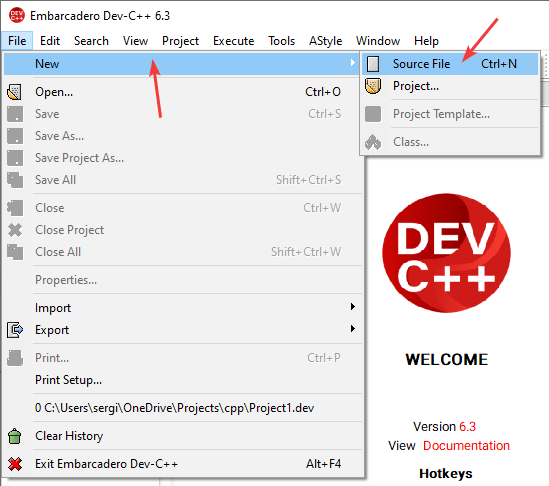 Embarcadero Dev-C++ 6.3
File Edit Search View Project Execute Tools AStyle Window Help
New
Source File Ctrl+N
Project...
Project Template...
Class...
Open... Ctrl+O
Save Ctrl+S
Save As...
Save Project As...
Save All Shift+Ctrl+S
Close Ctrl+W
Close Project
Close All Shift+Ctrl+W
Properties...
Import
Export
Print... Ctrl+P
Print Setup...
0 C:\Users\sergi\OneDrive\Projects\cpp\Project1.dev
Clear History
Exit Embarcadero Dev-C++ Alt+F4
DEV
C++
WELCOME
Version 6.3
View Documentation
Hotkeys